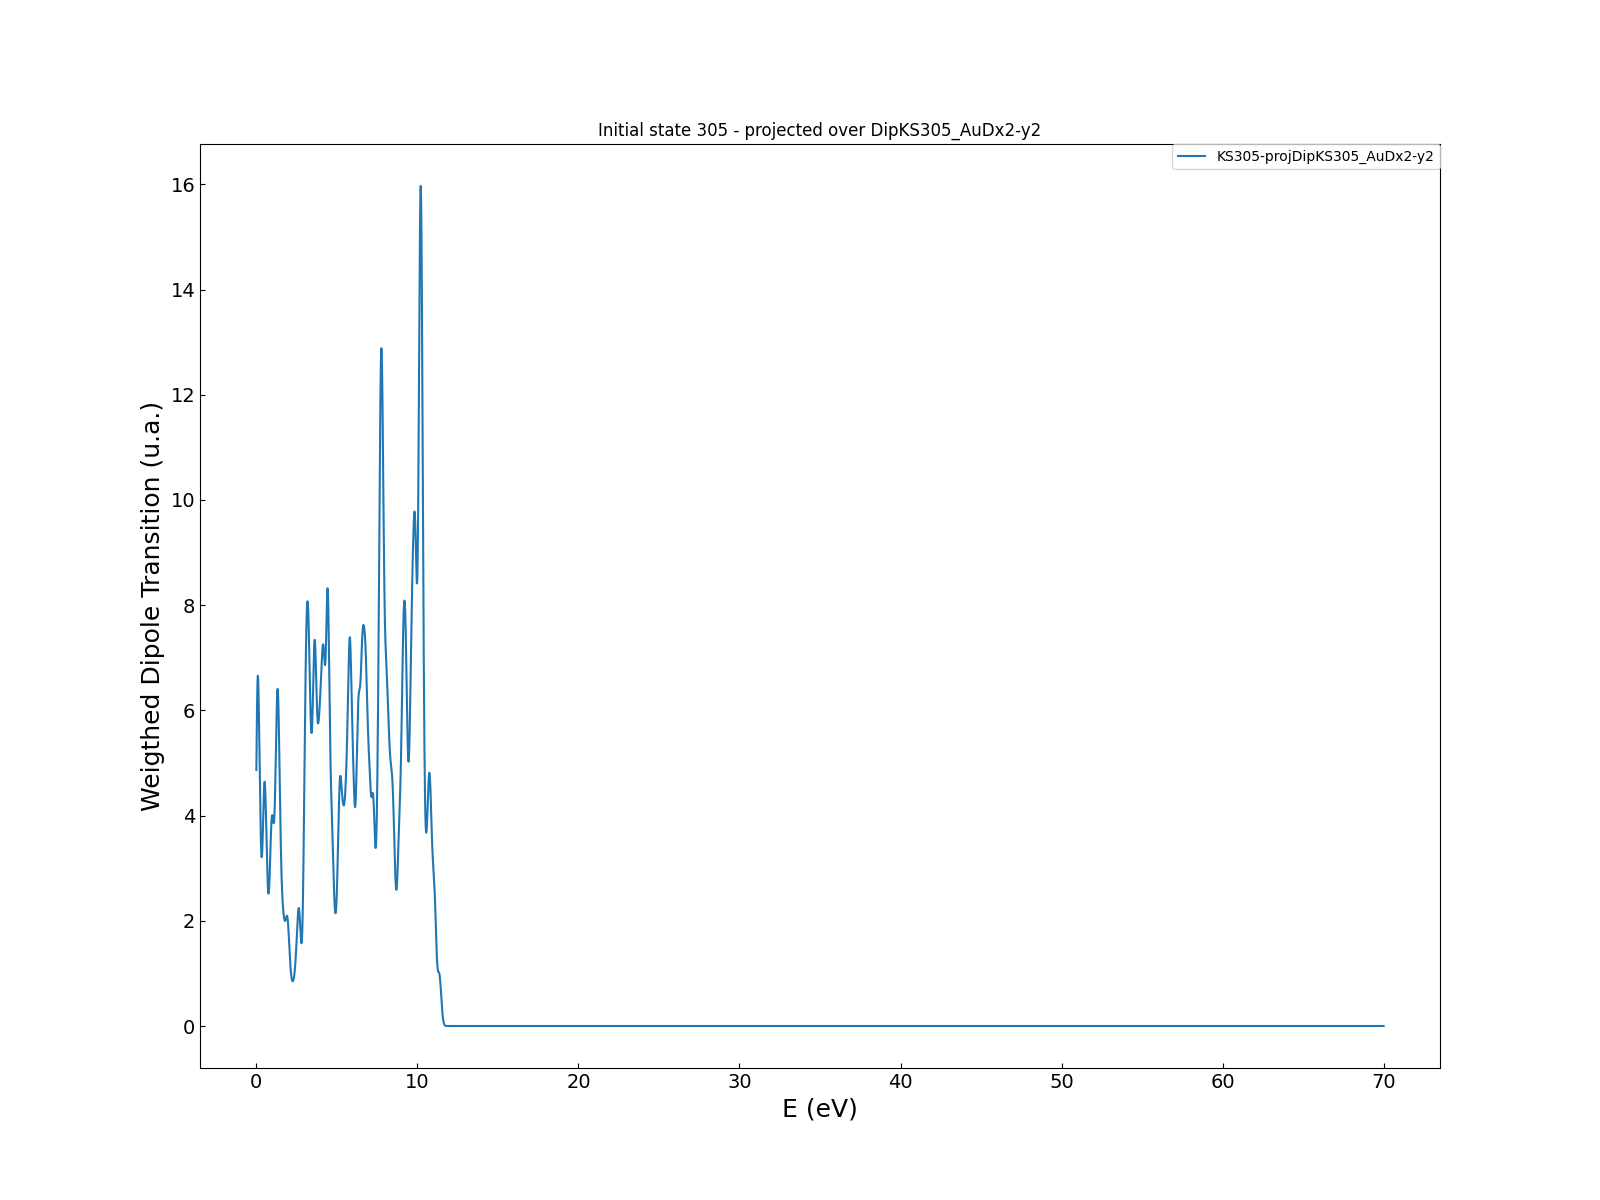 Initial state 305 - projected over DipKS305_AuDx2-y2
KS305-projDipKS305_AuDx2-y2
Weigthed Dipole Transition (u.a.)
16
14
12
10
8
6
4
2
0
0 10 20 30 40 50 60 70
E (eV)